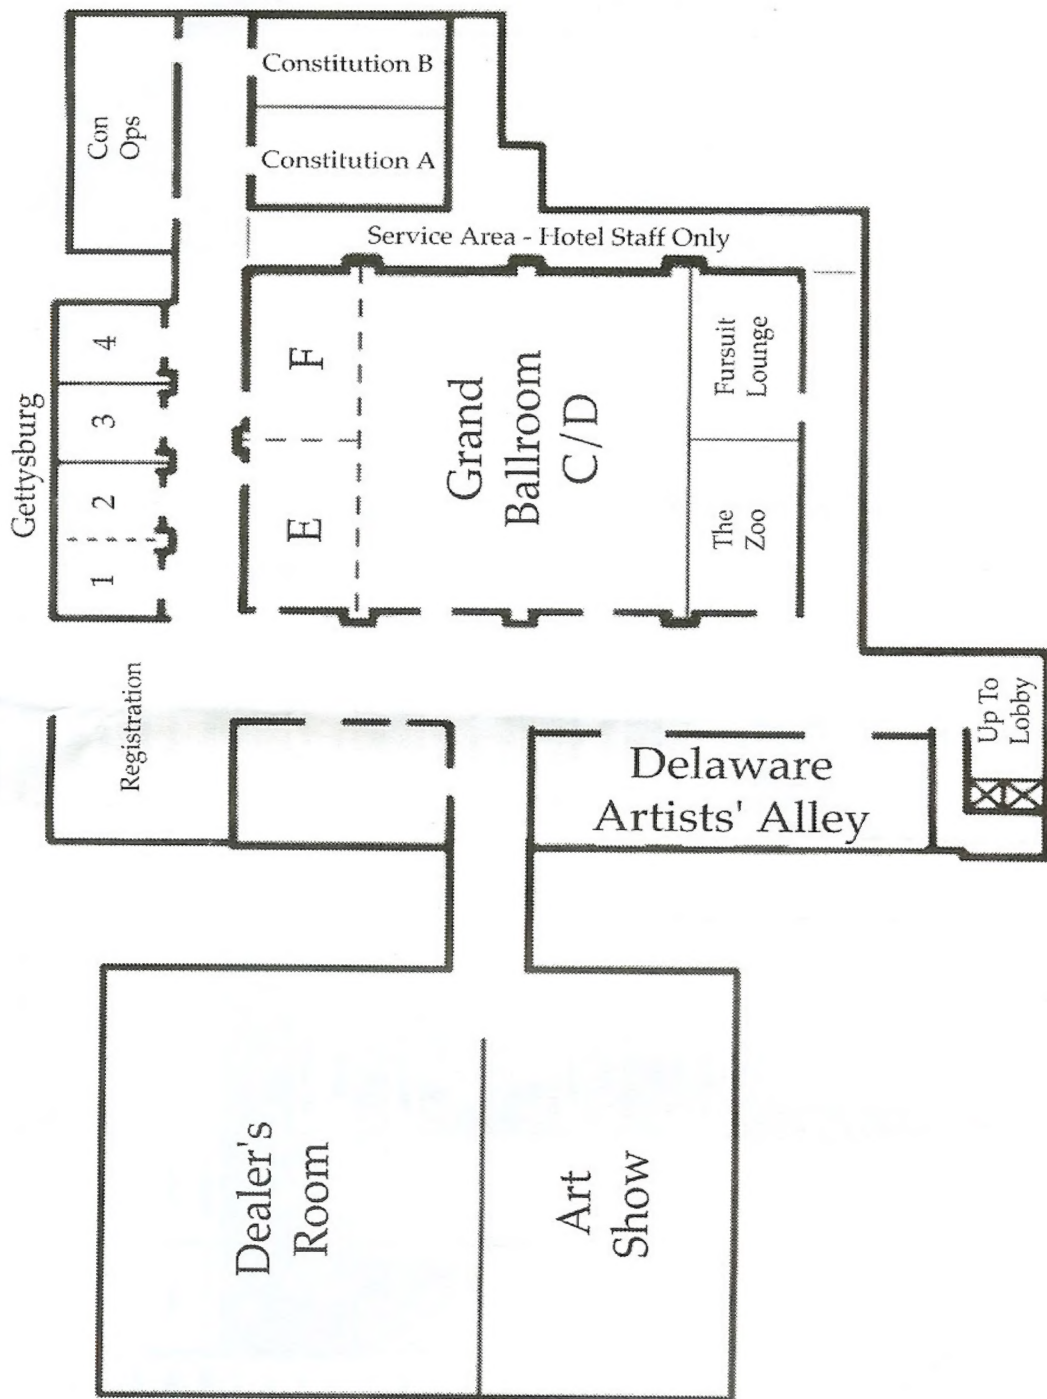 Con
Ops
Constitution B
Constitution A
Service Area - Hotel Staff Only
Gettysburg
1
2
3
4
E
F
Grand
Ballroom
C/D
The
Zoo
Fursuit
Lounge
Registration
Up To
Lobby
Delaware
Artists' Alley
Dealer's
Room
Art
Show